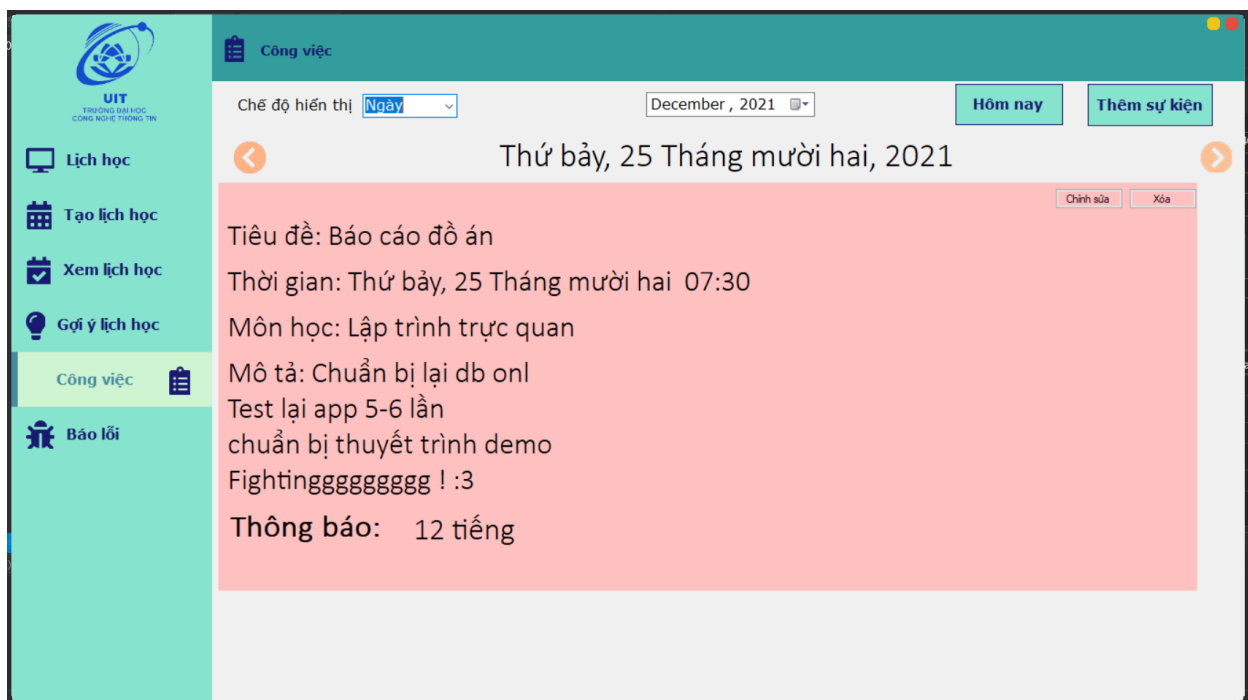 UIT
TRƯỜNG ĐẠI HỌC
CÔNG NGHỆ THÔNG TIN
Công việc
Chế độ hiển thị Ngày
December , 2021
Hôm nay
Thêm sự kiện
Thứ bảy, 25 Tháng mười hai, 2021
Lịch học
Tạo lịch học
Xem lịch học
Gợi ý lịch học
Công việc
Báo lỗi
Chỉnh sửa
Xóa
Tiêu đề: Báo cáo đồ án
Thời gian: Thứ bảy, 25 Tháng mười hai 07:30
Môn học: Lập trình trực quan
Mô tả: Chuẩn bị lại db onl
Test lại app 5-6 lần
chuẩn bị thuyết trình demo
Fightinggggggggg ! :3
Thông báo: 12 tiếng